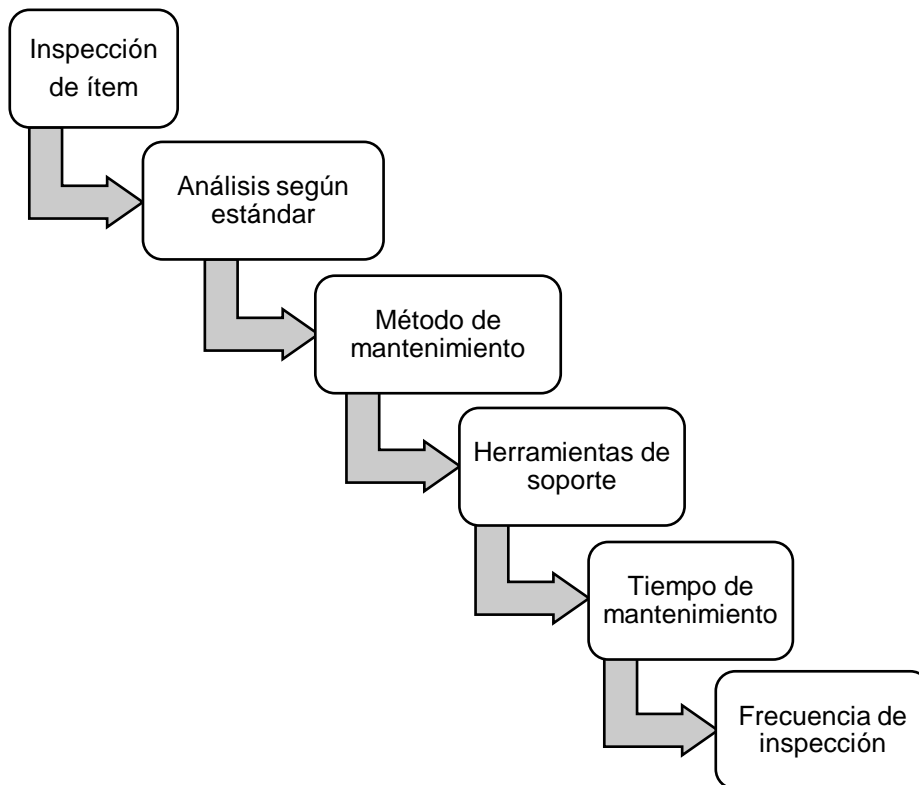 Inspección
de ítem
Análisis según
estándar
Método de
mantenimiento
Herramientas de
soporte
Tiempo de
mantenimiento
Frecuencia de
inspección